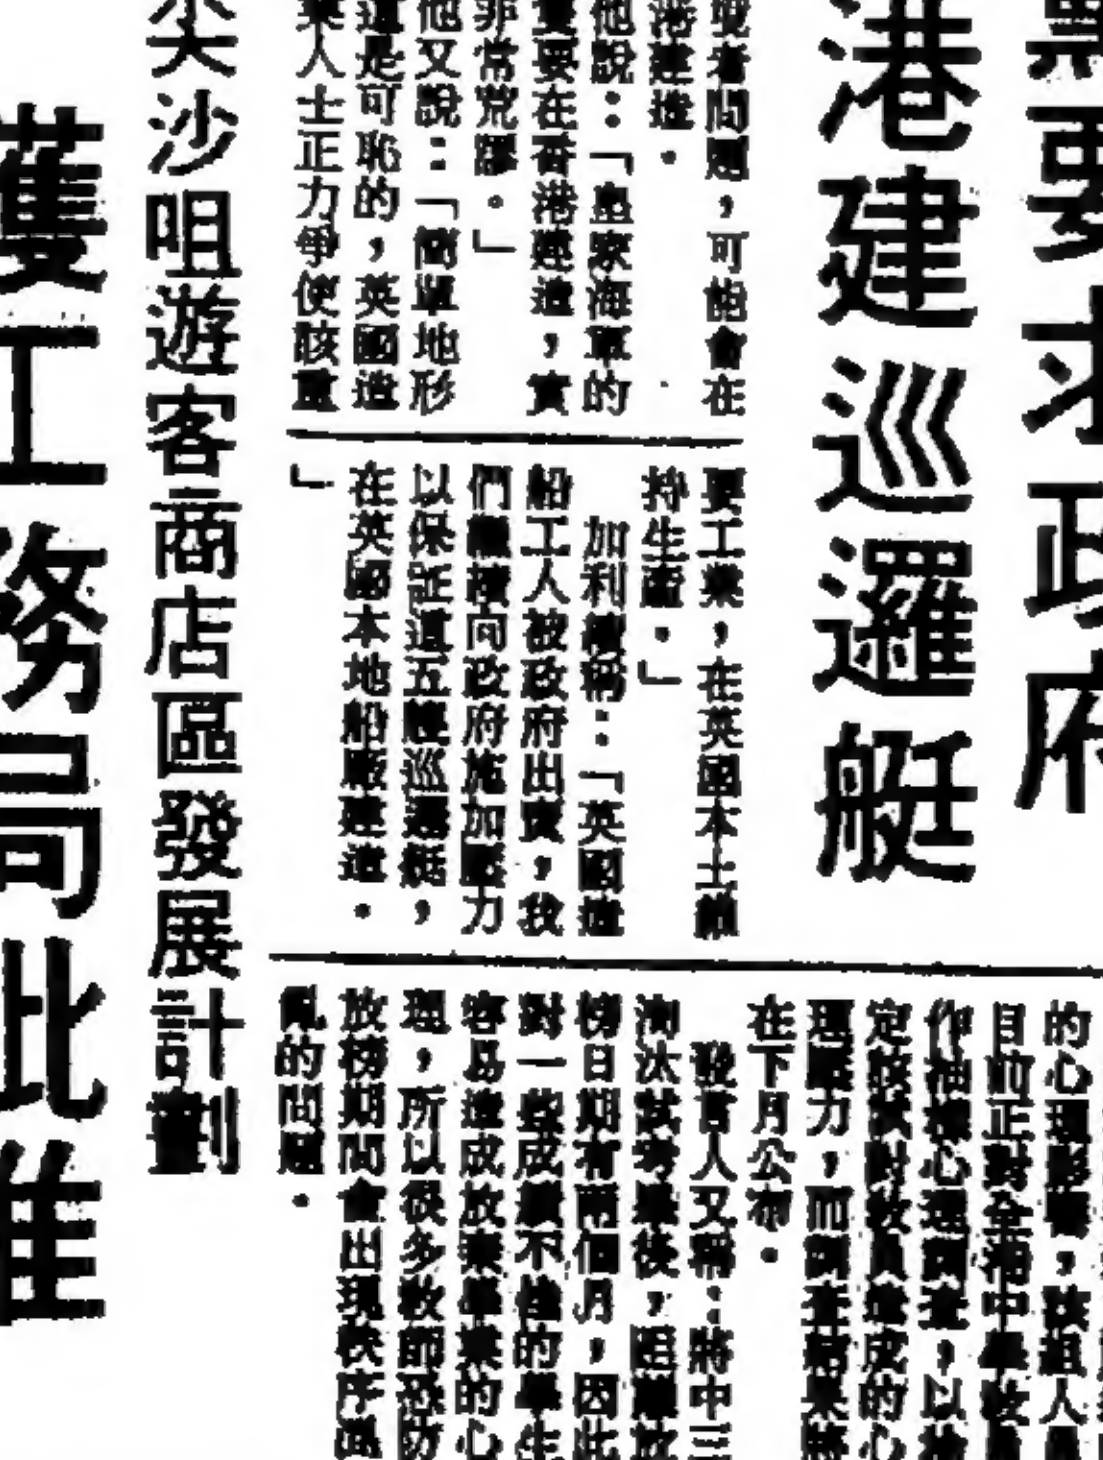 票要求政府
港建巡邏艇
或者問題，可能會在
港建造。
他說：「皇家海軍的
重要在香港建造，實
非常荒謬。」
他又說：「簡單地形
這是可恥的，英國造
業人士正力爭使該重
要工業，在英國本土維
持生產。」
加利續稱：「英國造
船工人被政府出賣，我
們繼續向政府施加壓力
以保証這五艘巡邏艇，
在英國本地船廠建造。
」
的心理影響，該組人員
目前正對全港中學教員
作抽樣心理調查，以
定該試對教員造成的心
理壓力，而調查結果將
在下月公布。
發言人又稱：將中三
淘汰試考畢後，距離放
榜日期有兩個月，因此
對一些成績不佳的學生
容易造成放棄學業的心
理，所以很多教師恐防
放榜期間會出現秩序混
亂的問題。
尖沙咀遊客商店區發展計劃
獲工務局批准